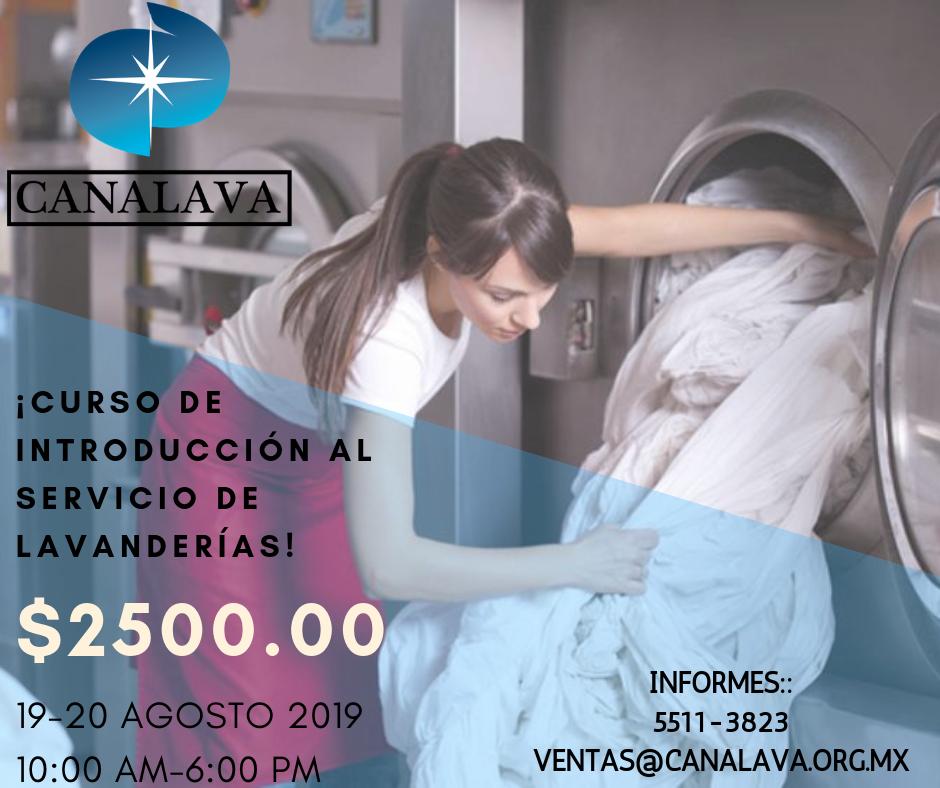 CANALAVA
¡CURSO DE
INTRODUCCIÓN AL
SERVICIO DE
LAVANDERÍAS!
$2500.00
19-20 AGOSTO 2019
10:00 AM-6:00 PM
INFORMES::
5511-3823
VENTAS@CANALAVA.ORG.MX